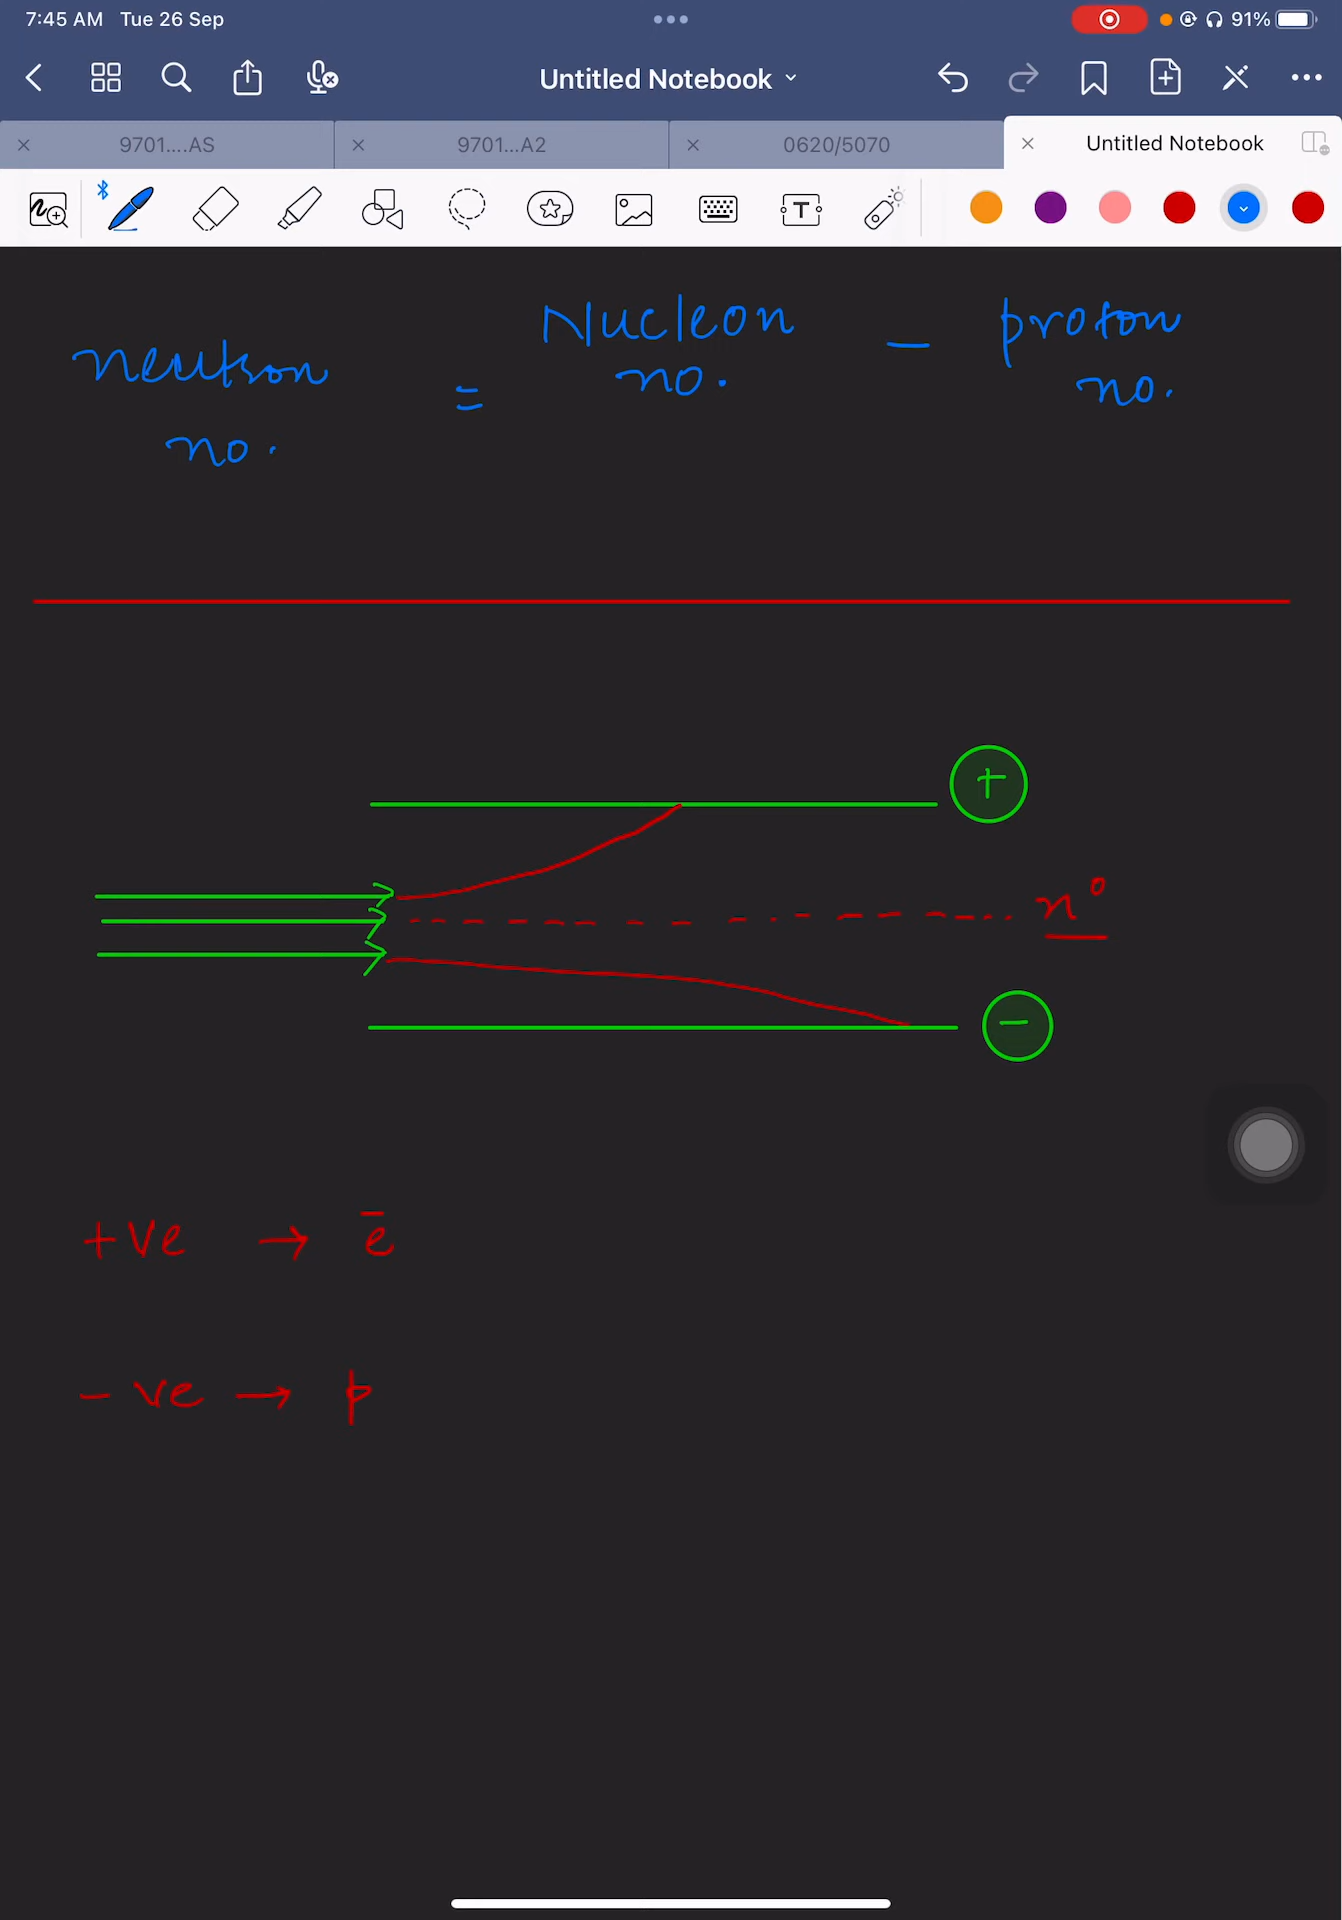 7:45 AM Tue 26 Sep
91%
Untitled Notebook
9701....AS
9701...A2
0620/5070
Untitled Notebook
T
neutron no. = Nucleon no. − proton no.
+
n⁰
−
+ve → e̅
− ve → p